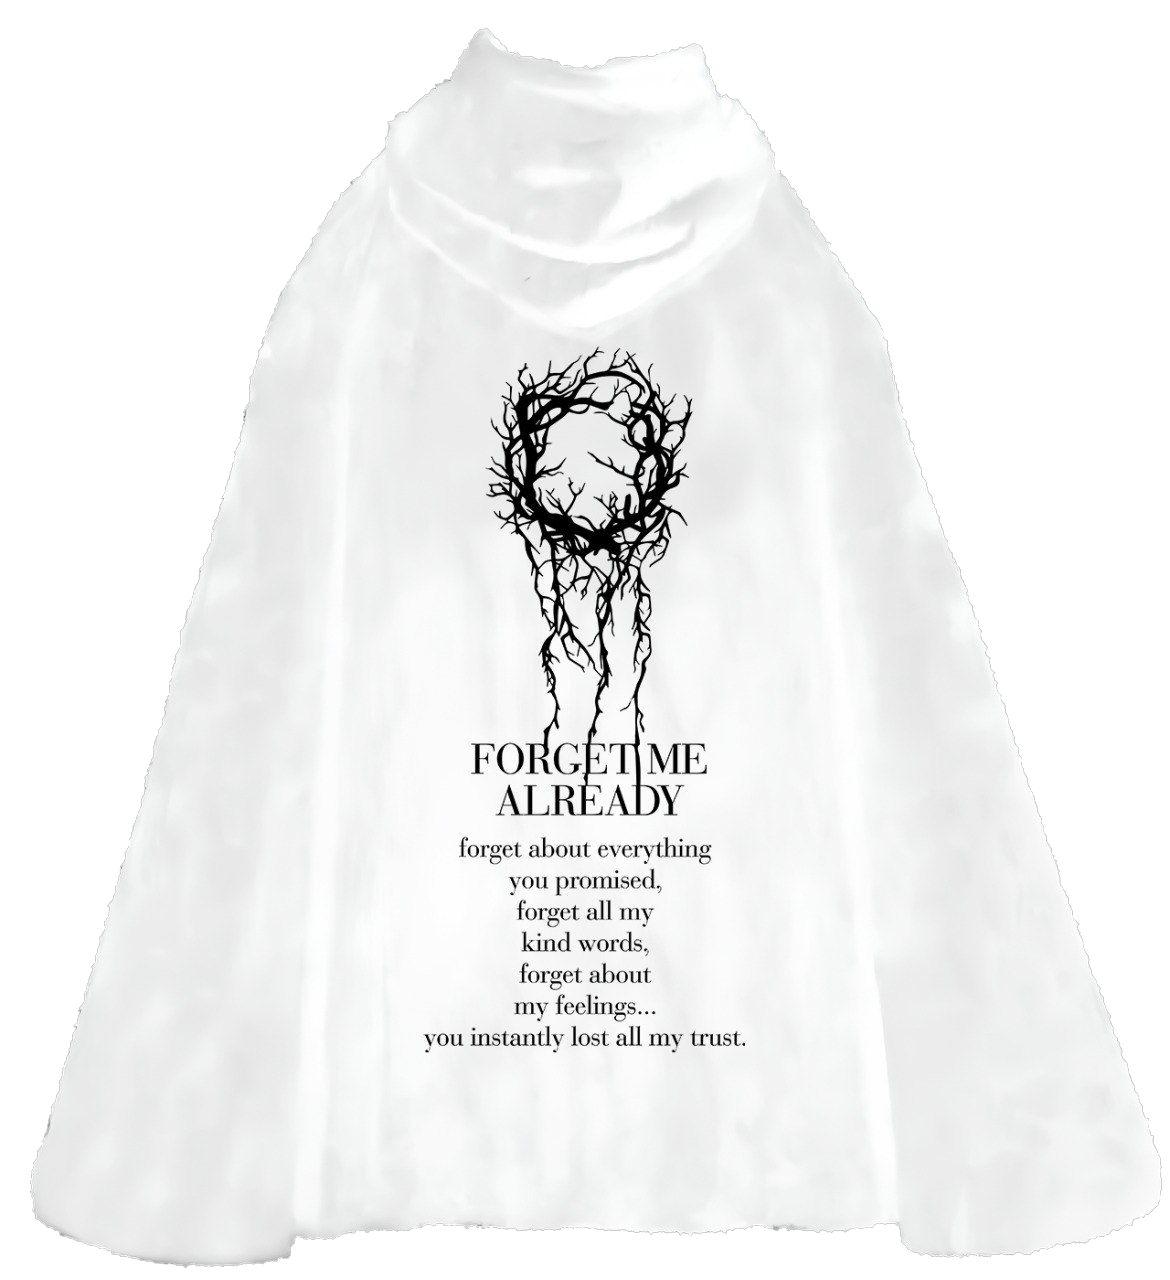 FORGET ME
ALREADY
forget about everything
you promised,
forget all my
kind words,
forget about
my feelings...
you instantly lost all my trust.